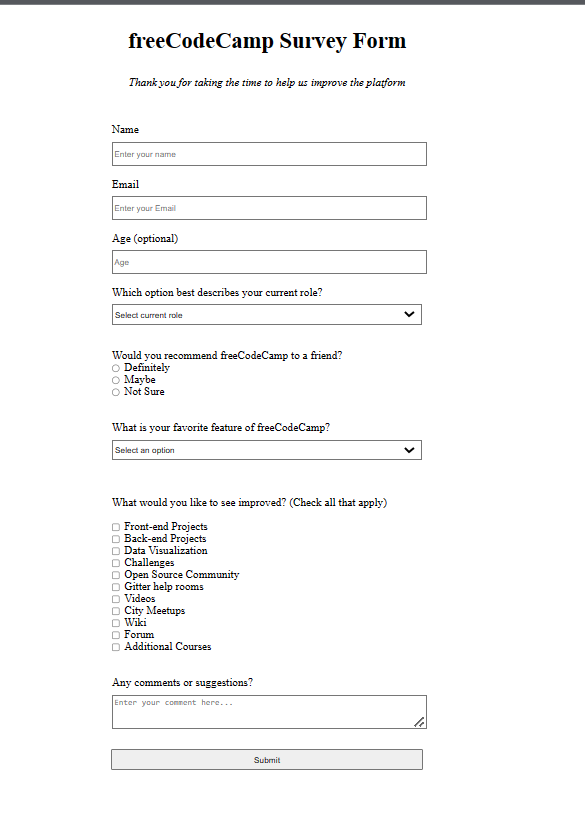 freeCodeCamp Survey Form
Thank you for taking the time to help us improve the platform
Name
Enter your name
Email
Enter your Email
Age (optional)
Age
Which option best describes your current role?
Select current role
Would you recommend freeCodeCamp to a friend?
Definitely
Maybe
Not Sure
What is your favorite feature of freeCodeCamp?
Select an option
What would you like to see improved? (Check all that apply)
Front-end Projects
Back-end Projects
Data Visualization
Challenges
Open Source Community
Gitter help rooms
Videos
City Meetups
Wiki
Forum
Additional Courses
Any comments or suggestions?
Enter your comment here...
Submit